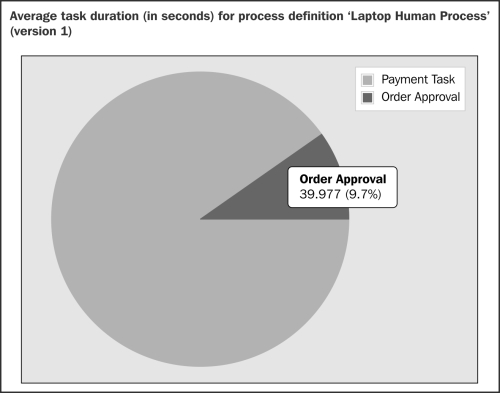 Average task duration (in seconds) for process definition ‘Laptop Human Process’
(version 1)
Payment Task
Order Approval
Order Approval
39.977 (9.7%)